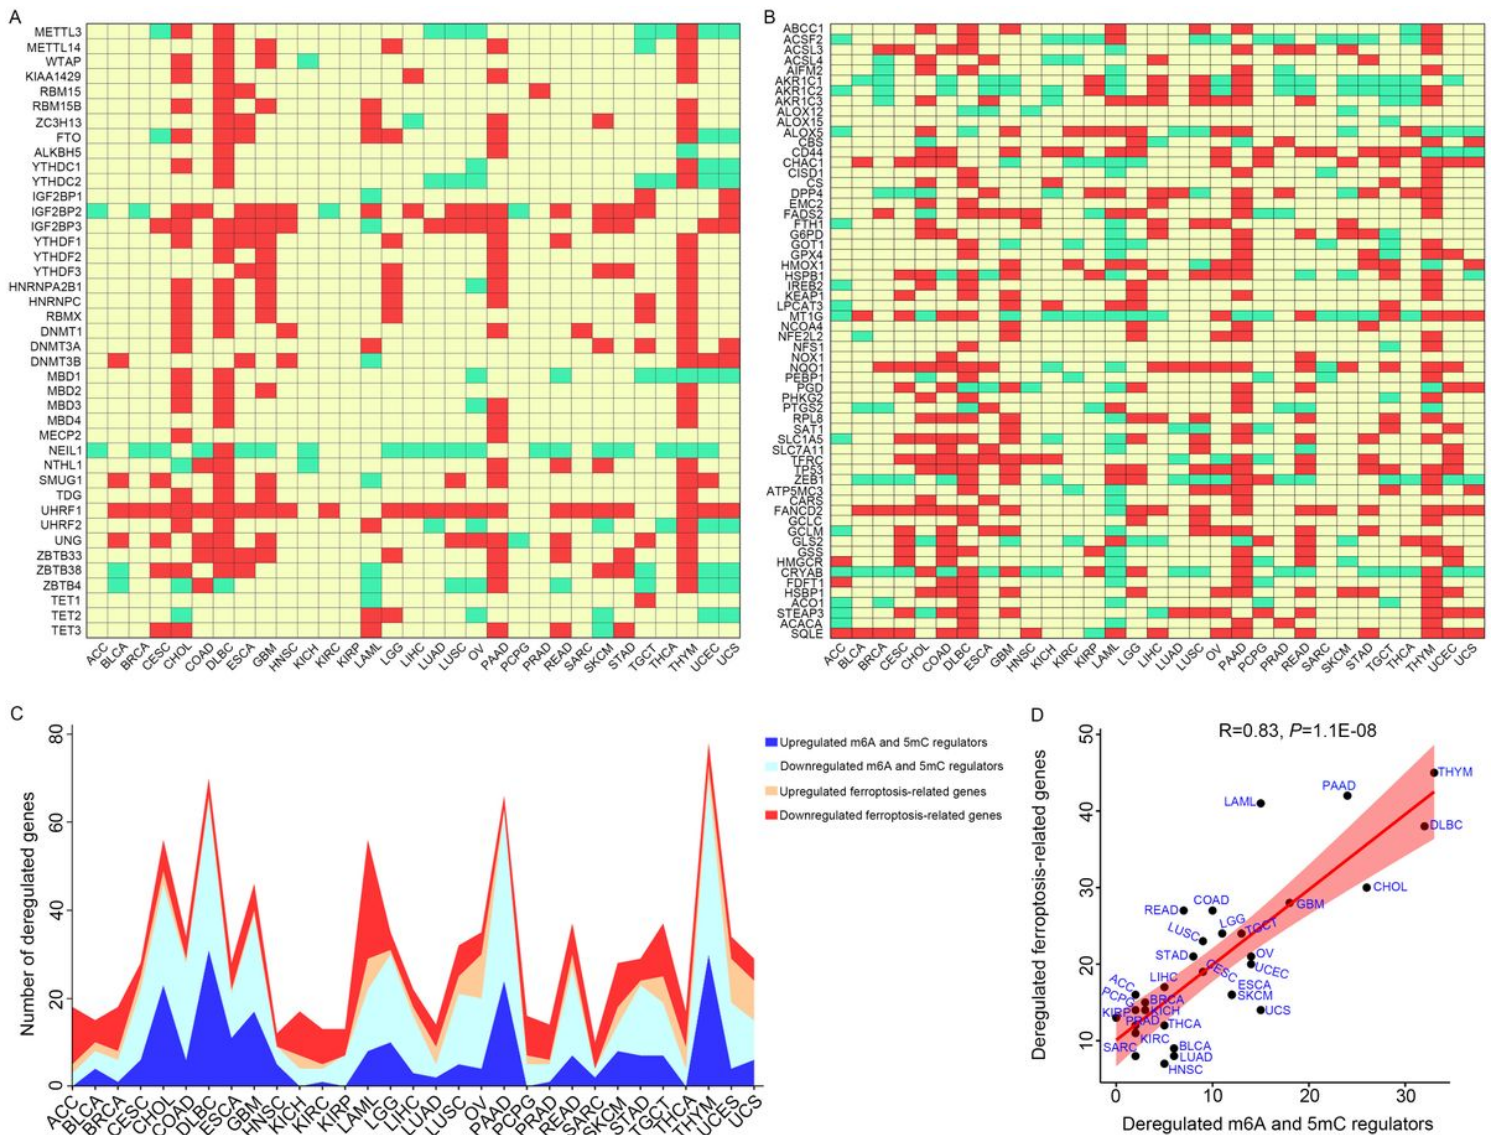 A
METTL3
METTL14
WTAP
KIAA1429
RBM15
RBM15B
ZC3H13
FTO
ALKBH5
YTHDC1
YTHDC2
IGF2BP1
IGF2BP2
IGF2BP3
YTHDF1
YTHDF2
YTHDF3
HNRNPA2B1
HNRNPC
RBMX
DNMT1
DNMT3A
DNMT3B
MBD1
MBD2
MBD3
MBD4
MECP2
NEIL1
NTHL1
SMUG1
TDG
UHRF1
UHRF2
UNG
ZBTB33
ZBTB38
ZBTB4
TET1
TET2
TET3
ACC BLCA BRCA CESC CHOL COAD DLBC ESCA GBM HNSC KICH KIRC KIRP LAML LGG LIHC LUAD LUSC OV PAAD PCPG PRAD READ SARC SKCM STAD TGCT THCA THYM UCEC UCS
B
ABCC1
ACSF2
ACSL3
ACSL4
AIFM2
AKR1C1
AKR1C2
AKR1C3
ALOX12
ALOX15
ALOX5
CBS
CD44
CHAC1
CISD1
CS
DPP4
EMC2
FADS2
FTH1
G6PD
GOT1
GPX4
HMOX1
HSPB1
IREB2
KEAP1
LPCAT3
MT1G
NCOA4
NFE2L2
NFS1
NOX1
NQO1
PEBP1
PGD
PHKG2
PTGS2
RPL8
SAT1
SLC1A5
SLC7A11
TFRC
TP53
ZEB1
ATP5MC3
CARS
FANCD2
GCLC
GCLM
GLS2
GSS
HMGCR
CRYAB
FDFT1
HSBP1
ACO1
STEAP3
ACACA
SQLE
ACC BLCA BRCA CESC CHOL COAD DLBC ESCA GBM HNSC KICH KIRC KIRP LAML LGG LIHC LUAD LUSC OV PAAD PCPG PRAD READ SARC SKCM STAD TGCT THCA THYM UCEC UCS
C
Number of deregulated genes
80
60
40
20
0
ACC BLCA BRCA CESC CHOL COAD DLBC ESCA GBM HNSC KICH KIRC KIRP LAML LGG LIHC LUAD LUSC OV PAAD PCPG PRAD READ SARC SKCM STAD TGCT THCA THYM UCES UCS
Upregulated m6A and 5mC regulators
Downregulated m6A and 5mC regulators
Upregulated ferroptosis-related genes
Downregulated ferroptosis-related genes
D
R=0.83, P=1.1E-08
Deregulated ferroptosis-related genes
50
40
30
20
10
THYM
PAAD
LAML
DLBC
CHOL
GBM
READ
COAD
LGG
TGCT
LUSC
STAD
OV
UCEC
CESC
LIHC
ESCA
SKCM
ACC
PCPG
BRCA
KIRP
KICH
UCS
PRAD
THCA
KIRC
SARC
BLCA
LUAD
HNSC
0 10 20 30
Deregulated m6A and 5mC regulators